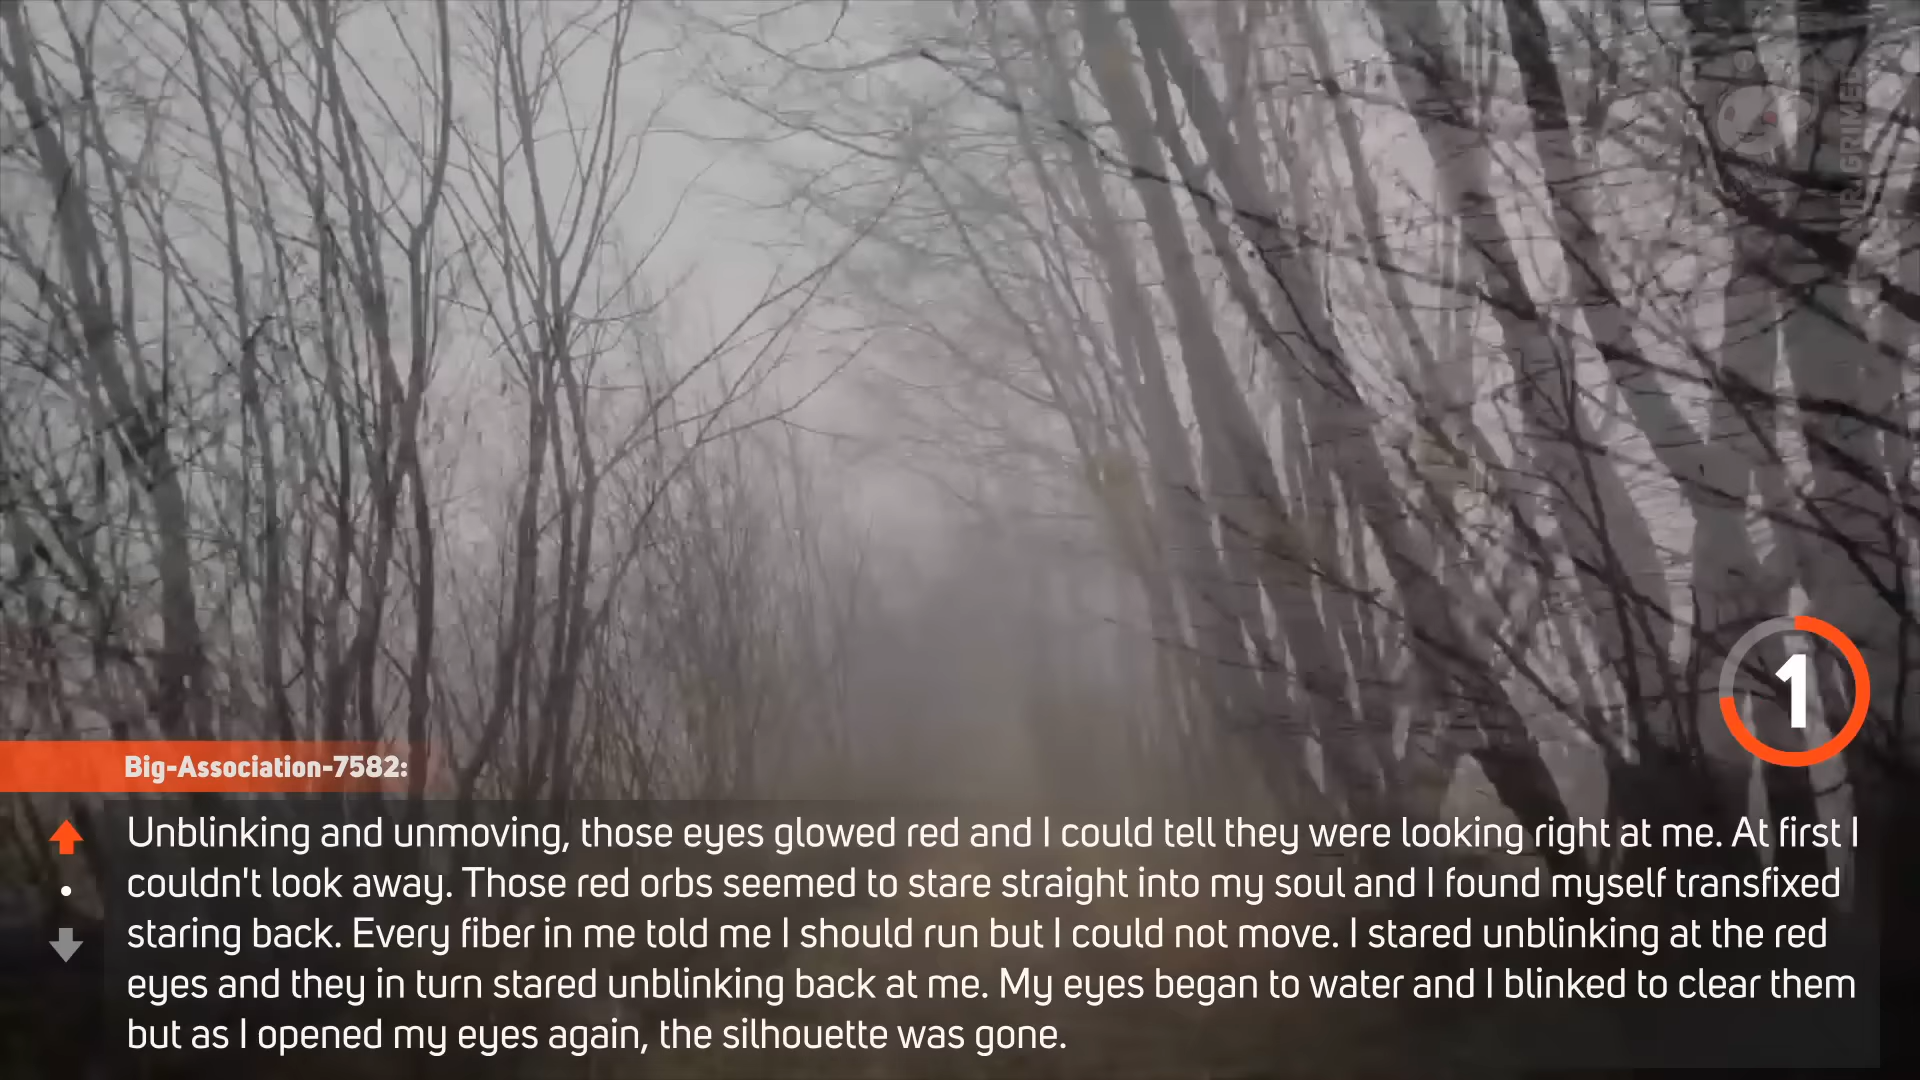 MRAGRIMEN
1
Big-Association-7582:
Unblinking and unmoving, those eyes glowed red and I could tell they were looking right at me. At first I
couldn't look away. Those red orbs seemed to stare straight into my soul and I found myself transfixed
staring back. Every fiber in me told me I should run but I could not move. I stared unblinking at the red
eyes and they in turn stared unblinking back at me. My eyes began to water and I blinked to clear them
but as I opened my eyes again, the silhouette was gone.